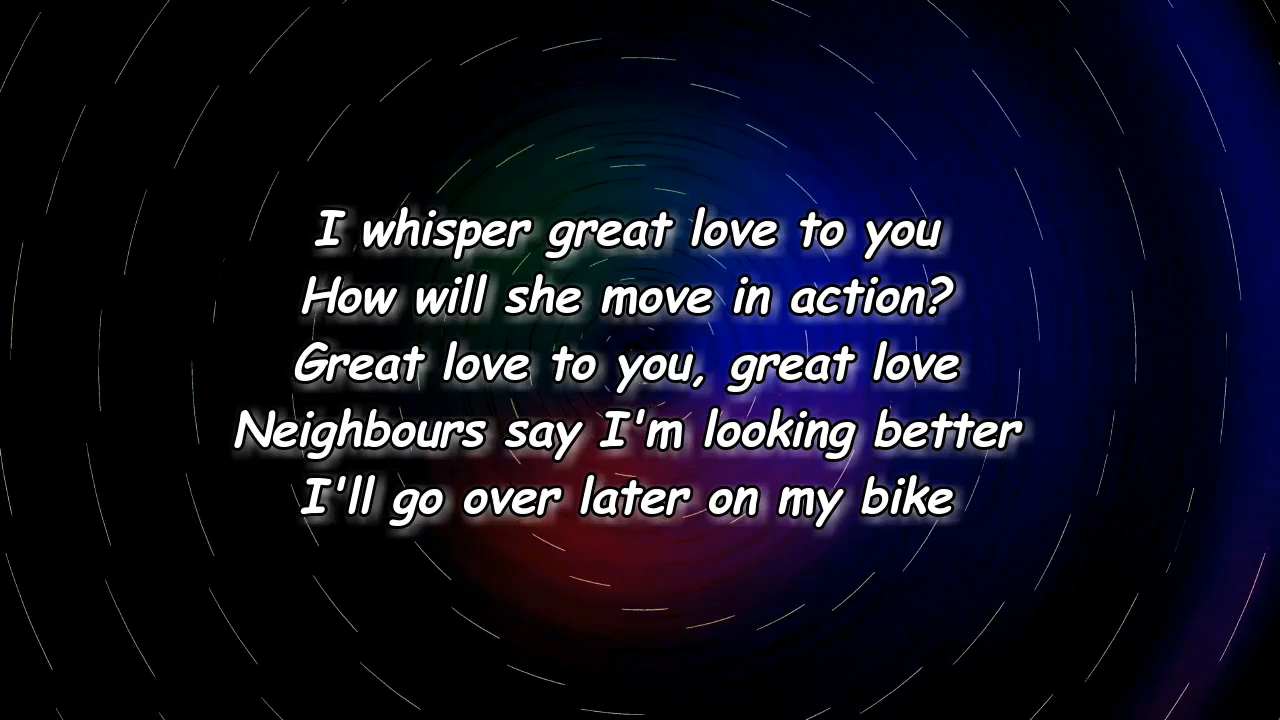 I whisper great love to you
How will she move in action?
Great love to you, great love
Neighbours say I'm looking better
I'll go over later on my bike